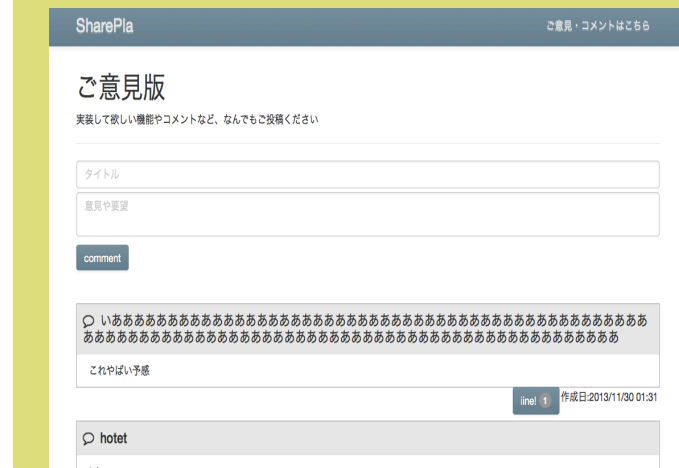 SharePla
ご意見・コメントはこちら
ご意見版
実装して欲しい機能やコメントなど、なんでもご投稿ください
タイトル
意見や要望
comment
いああああああああああああああああああああああああああああああああああああああああああああああああ
ああああああああああああああああああああああああああああああああああああああああああああああああ
これやばい予感
iine! 1
作成日:2013/11/30 01:31
hotet